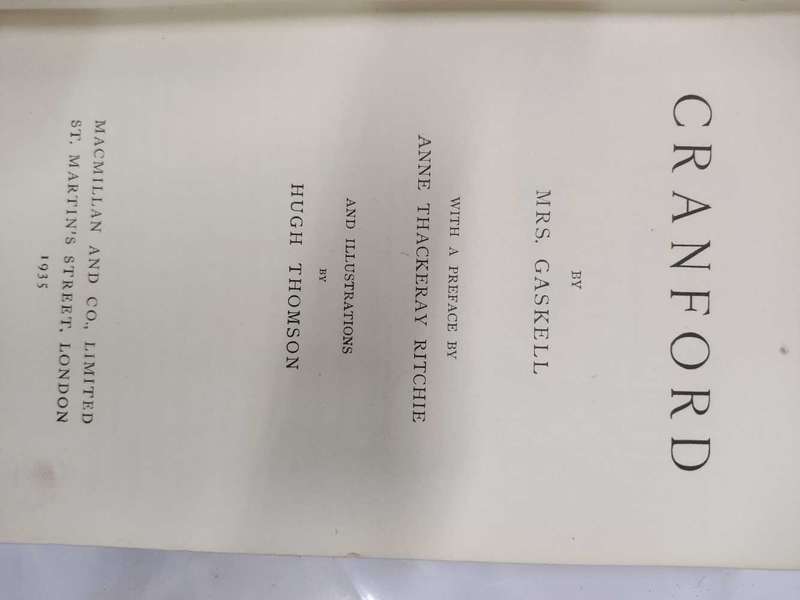 CRANFORD
BY
MRS. GASKELL
WITH A PREFACE BY
ANNE THACKERAY RITCHIE
AND ILLUSTRATIONS
BY
HUGH THOMSON
MACMILLAN AND CO., LIMITED
ST. MARTIN'S STREET, LONDON
1935